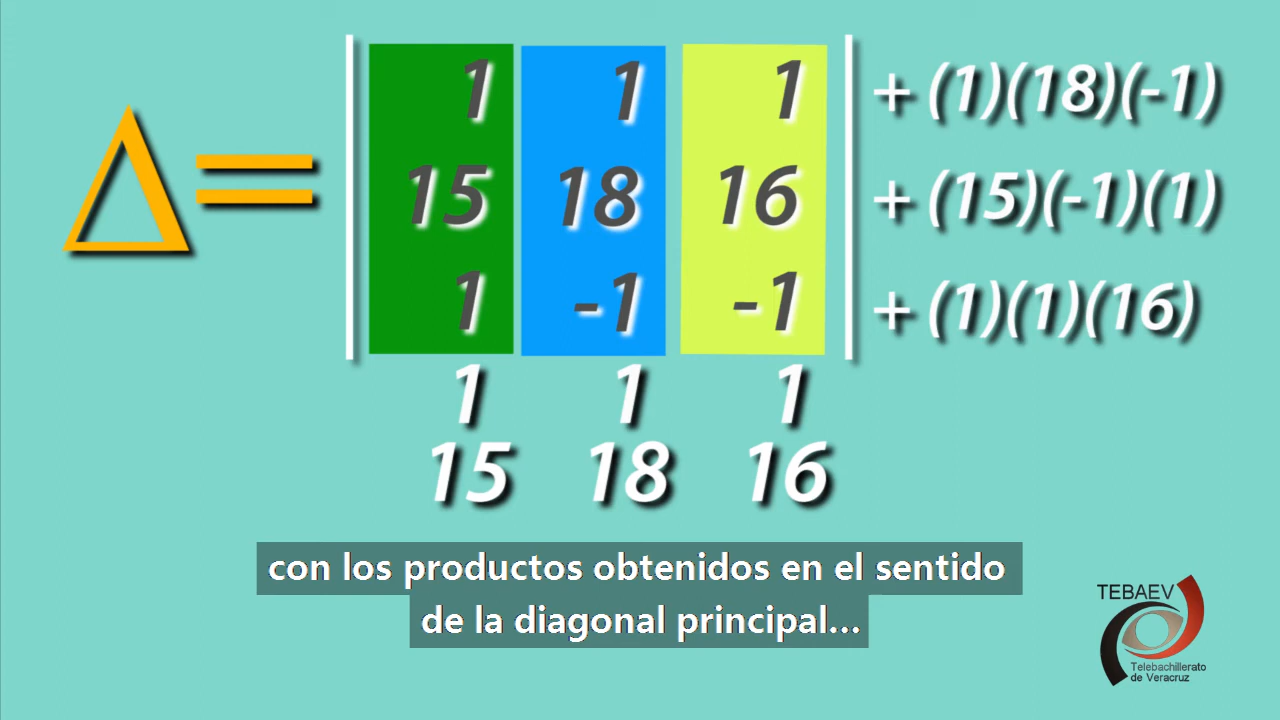 Δ= | 1 1 1 | + (1)(18)(-1)
15 18 16 + (15)(-1)(1)
1 -1 -1 + (1)(1)(16)
1 1 1
15 18 16
con los productos obtenidos en el sentido
de la diagonal principal...
TEBAEV
Telebachillerato
de Veracruz